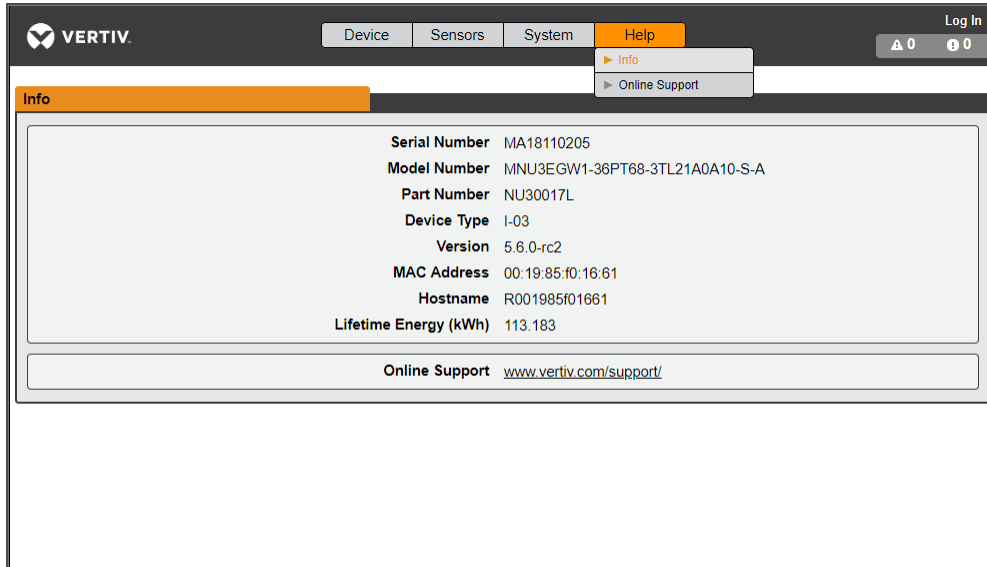 VERTIV.
Device Sensors System Help
Log In
0 0
Info
Online Support
Info
Serial Number MA18110205
Model Number MNU3EGW1-36PT68-3TL21A0A10-S-A
Part Number NU30017L
Device Type I-03
Version 5.6.0-rc2
MAC Address 00:19:85:f0:16:61
Hostname R001985f01661
Lifetime Energy (kWh) 113.183
Online Support www.vertiv.com/support/